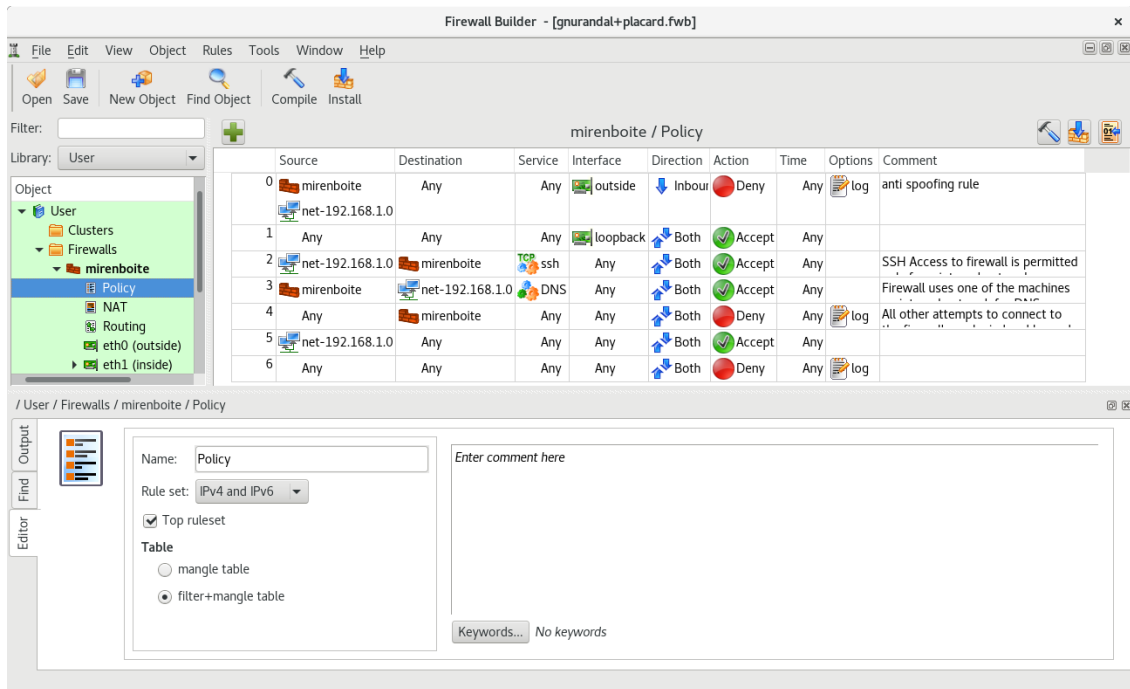 Firewall Builder - [gnurandal+placard.fwb]
File Edit View Object Rules Tools Window Help
Open Save New Object Find Object Compile Install
Filter:
mirenboite / Policy
Library: User
Source Destination Service Interface Direction Action Time Options Comment
Object
User
Clusters
Firewalls
mirenboite
Policy
NAT
Routing
eth0 (outside)
eth1 (inside)
0 mirenboite Any Any outside Inbour Deny Any log anti spoofing rule
net-192.168.1.0
1 Any Any Any loopback Both Accept Any
2 net-192.168.1.0 mirenboite TCP ssh Any Both Accept Any SSH Access to firewall is permitted
3 mirenboite net-192.168.1.0 DNS Any Both Accept Any Firewall uses one of the machines
4 Any mirenboite Any Any Both Deny Any log All other attempts to connect to
5 net-192.168.1.0 Any Any Any Both Accept Any
6 Any Any Any Any Both Deny Any log
/ User / Firewalls / mirenboite / Policy
Output
Find
Editor
Name: Policy
Rule set: IPv4 and IPv6
Top ruleset
Table
mangle table
filter+mangle table
Enter comment here
Keywords... No keywords